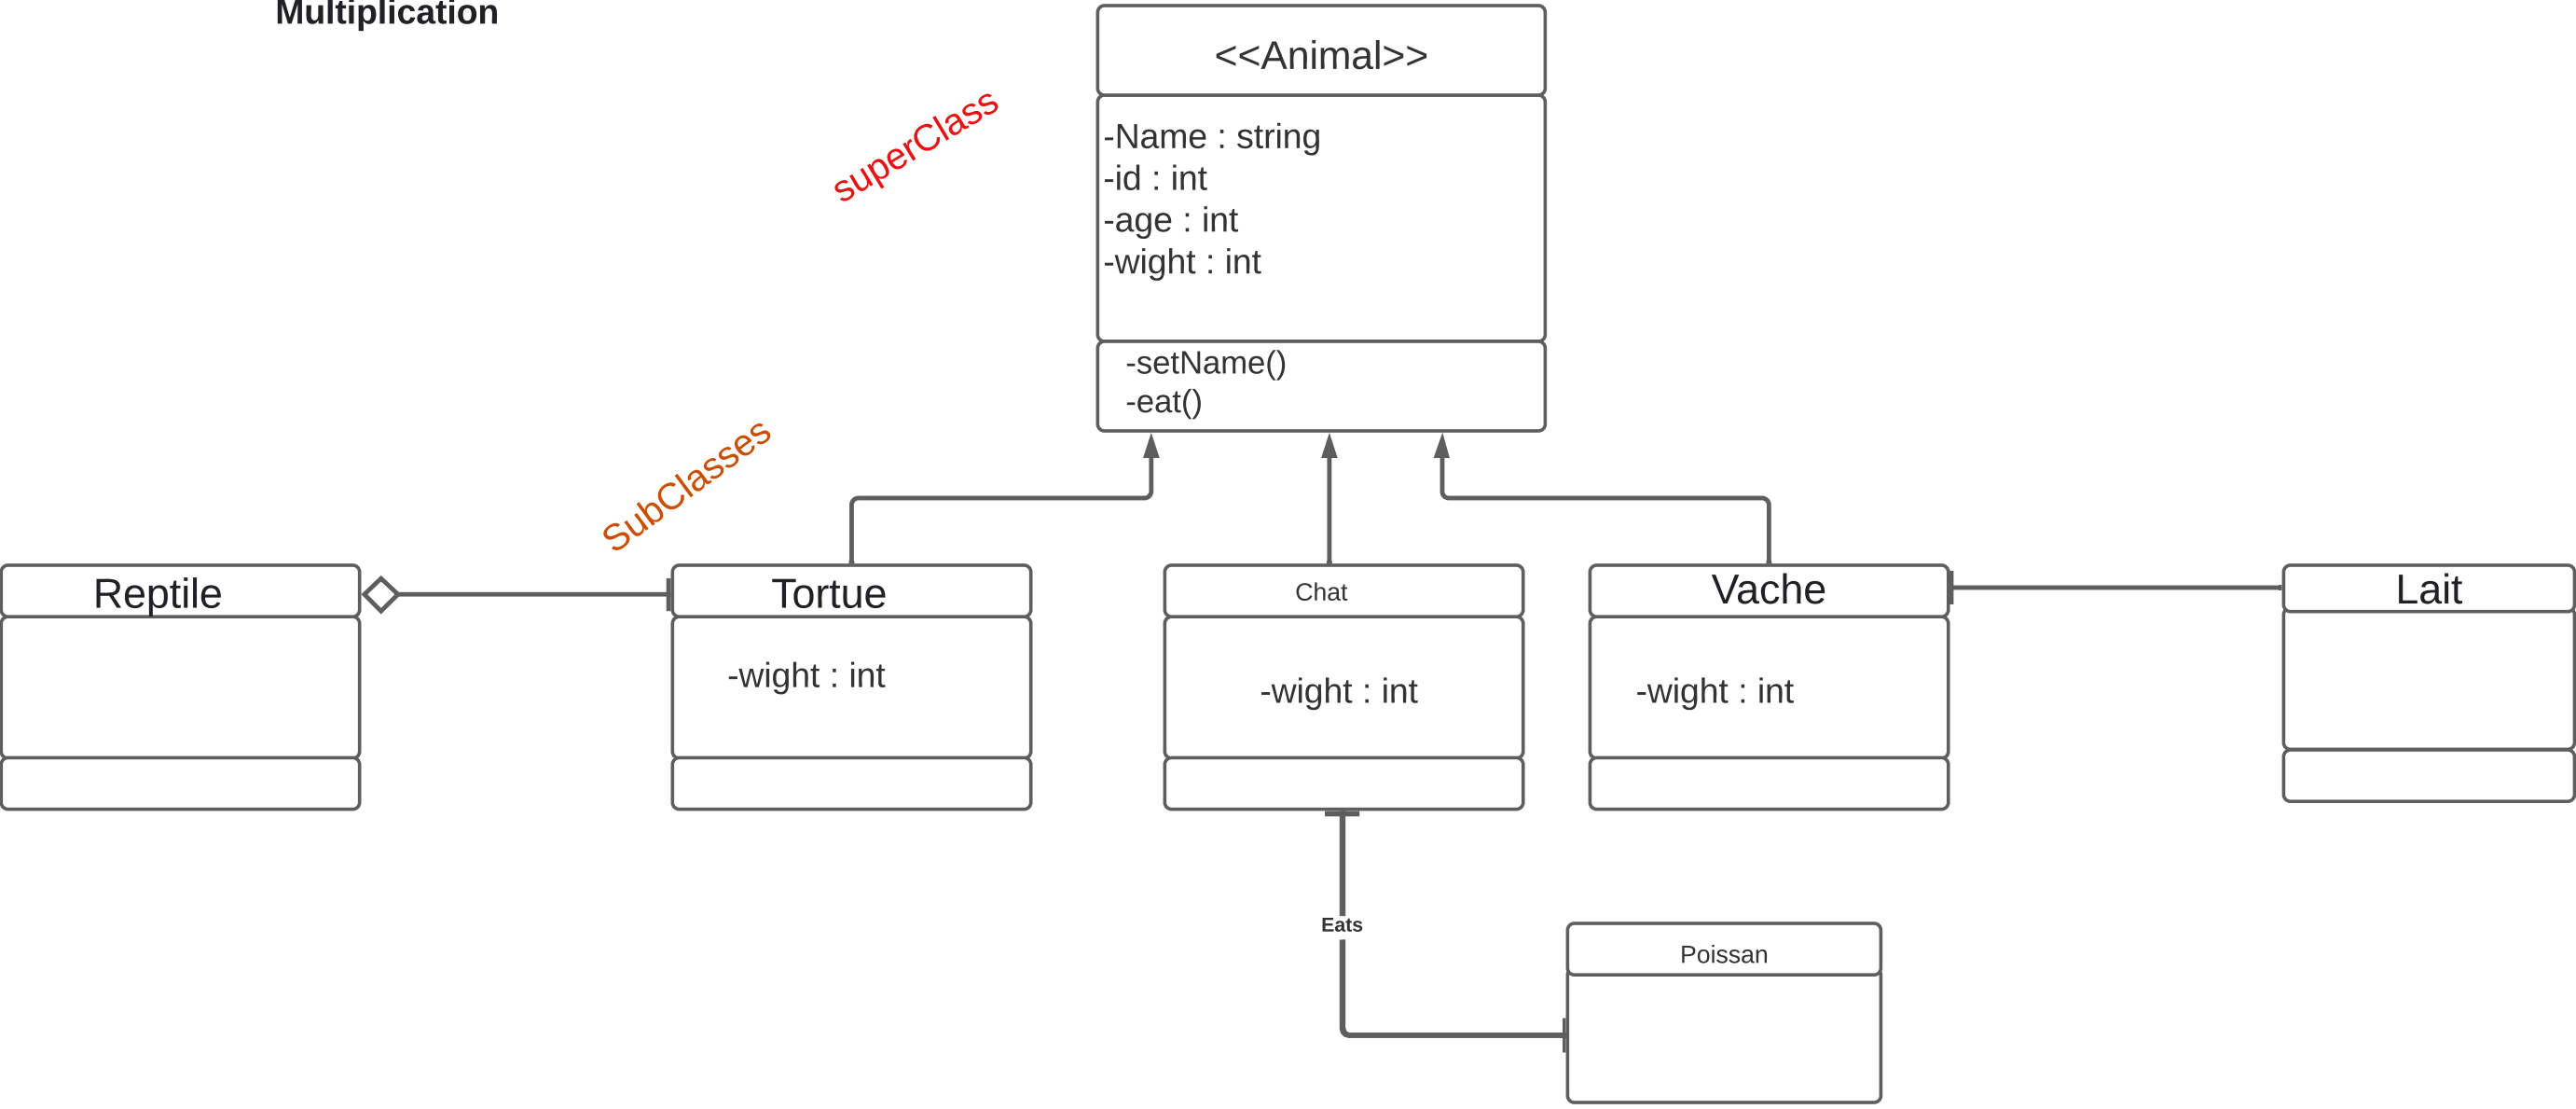 Multiplication
<<Animal>>
superClass
-Name : string
-id : int
-age : int
-wight : int
-setName()
-eat()
SubClasses
Reptile
Tortue
-wight : int
Chat
-wight : int
Vache
-wight : int
Lait
Eats
Poissan